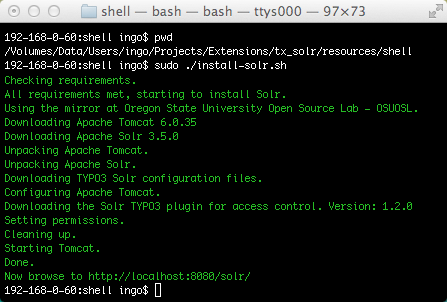 shell — bash — bash — ttys000 — 97×73
192-168-0-60:shell ingo$ pwd
/Volumes/Data/Users/ingo/Projects/Extensions/tx_solr/resources/shell
192-168-0-60:shell ingo$ sudo ./install-solr.sh
Checking requirements.
All requirements met, starting to install Solr.
Using the mirror at Oregon State University Open Source Lab - OSUOSL.
Downloading Apache Tomcat 6.0.35
Downloading Apache Solr 3.5.0
Unpacking Apache Tomcat.
Unpacking Apache Solr.
Downloading TYPO3 Solr configuration files.
Configuring Apache Tomcat.
Downloading the Solr TYPO3 plugin for access control. Version: 1.2.0
Setting permissions.
Cleaning up.
Starting Tomcat.
Done.
Now browse to http://localhost:8080/solr/
192-168-0-60:shell ingo$